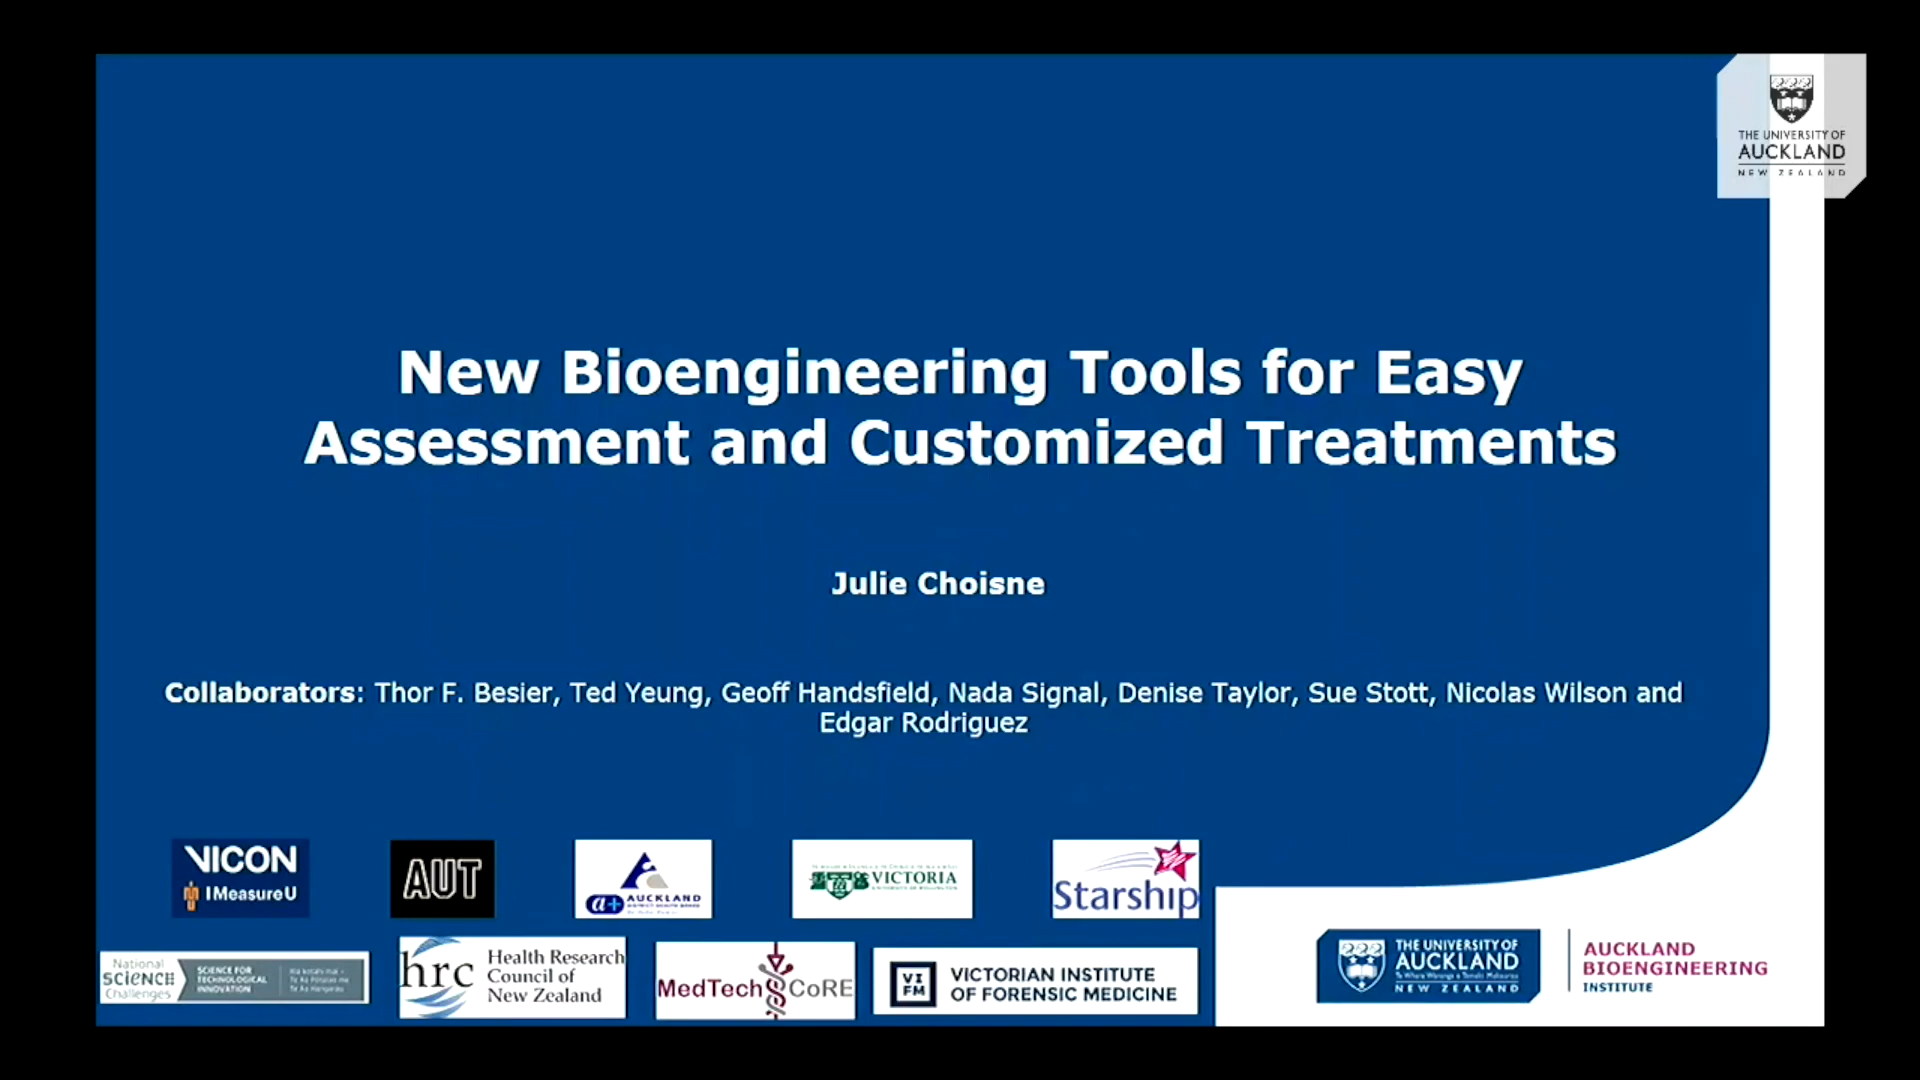 THE UNIVERSITY OF
AUCKLAND
NEW ZEALAND
New Bioengineering Tools for Easy
Assessment and Customized Treatments
Julie Choisne
Collaborators: Thor F. Besier, Ted Yeung, Geoff Handsfield, Nada Signal, Denise Taylor, Sue Stott, Nicolas Wilson and
Edgar Rodriguez
VICON
IMeasureU
AUT
a+ AUCKLAND
VICTORIA
Starship
National
SCIENCE
Challenges
SCIENCE FOR
TECHNOLOGICAL
INNOVATION
hrc
Health Research
Council of
New Zealand
MedTech CoRE
VI
FM
VICTORIAN INSTITUTE
OF FORENSIC MEDICINE
THE UNIVERSITY OF
AUCKLAND
NEW ZEALAND
AUCKLAND
BIOENGINEERING
INSTITUTE